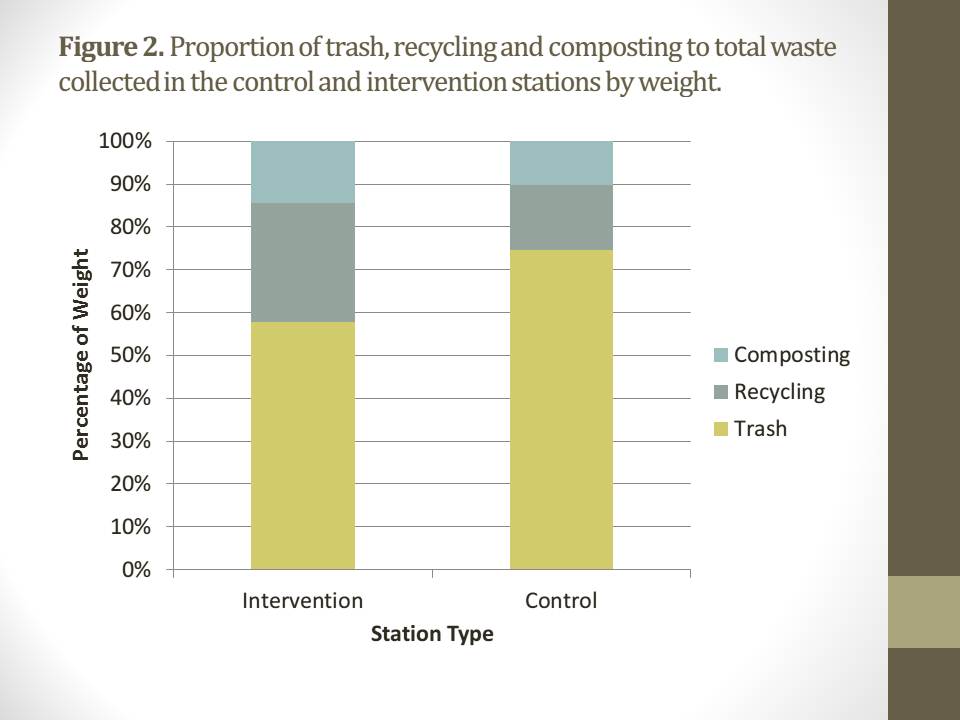 Figure 2. Proportion of trash, recycling and composting to total waste
collected in the control and intervention stations by weight.
100%
90%
80%
70%
60%
50%
40%
30%
20%
10%
0%
Percentage of Weight
Intervention
Control
Station Type
Composting
Recycling
Trash